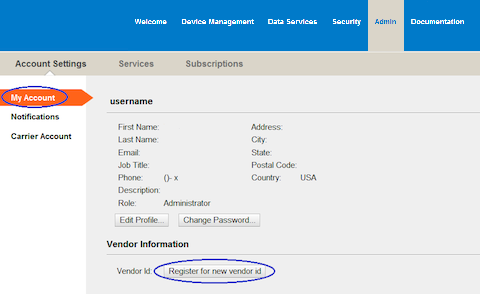 Welcome Device Management Data Services Security Admin Documentation
Account Settings Services Subscriptions
My Account
Notifications
Carrier Account
username
First Name: Address:
Last Name: City:
Email: State:
Job Title: Postal Code:
Phone: ()- x Country: USA
Description:
Role: Administrator
Edit Profile... Change Password...
Vendor Information
Vendor Id: Register for new vendor id